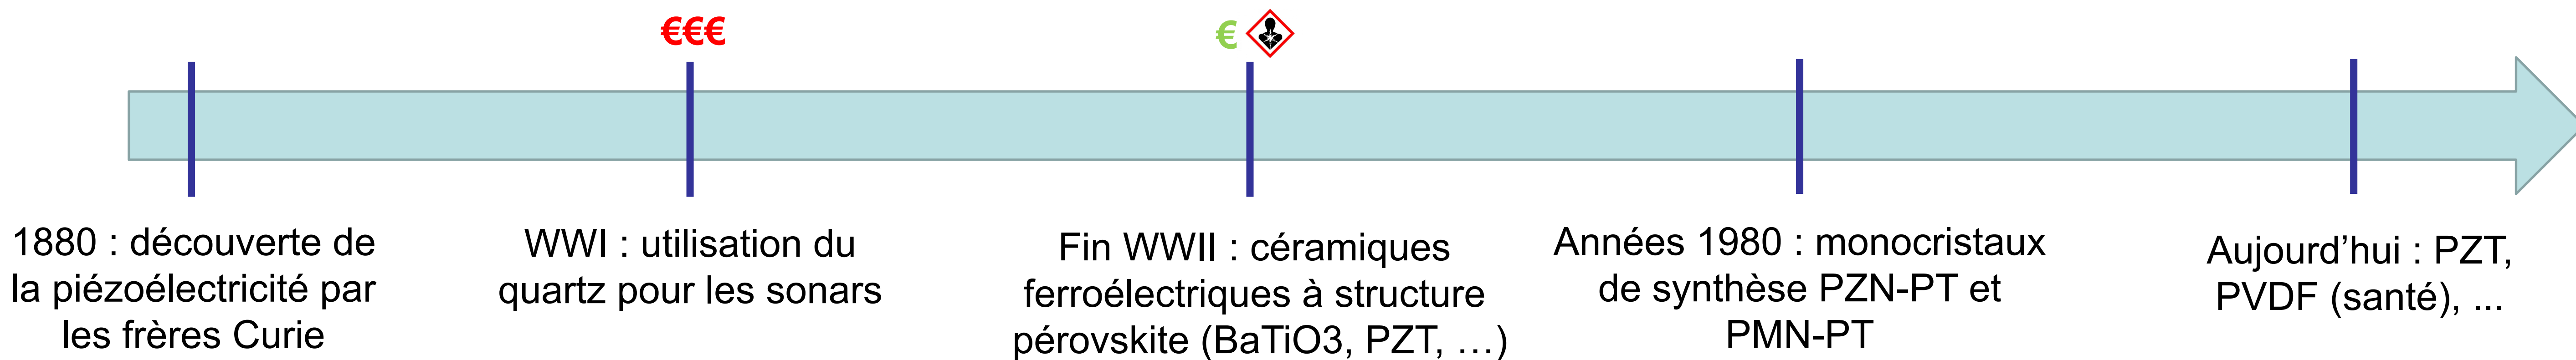 €€€
€
1880 : découverte de
la piézoélectricité par
les frères Curie
WWI : utilisation du
quartz pour les sonars
Fin WWII : céramiques
ferroélectriques à structure
pérovskite (BaTiO3, PZT, …)
Années 1980 : monocristaux
de synthèse PZN-PT et
PMN-PT
Aujourd’hui : PZT,
PVDF (santé), ...